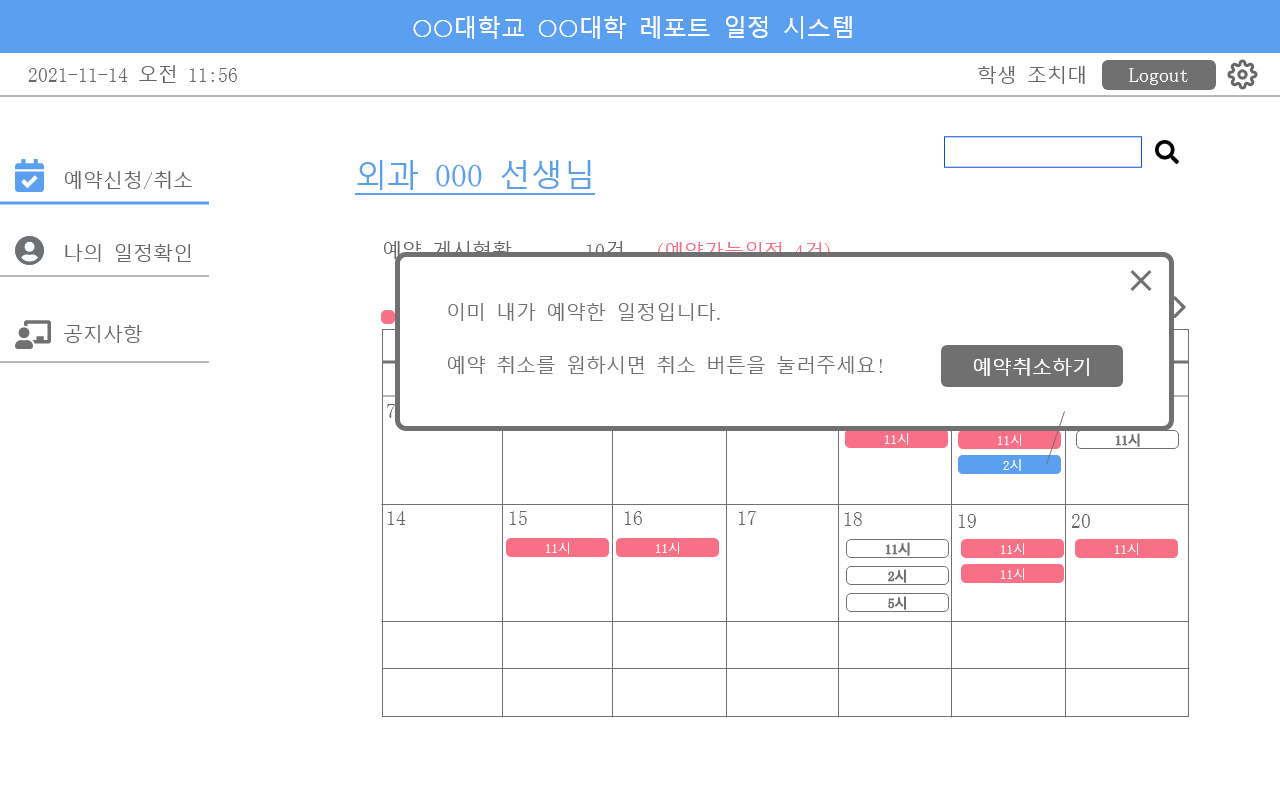 ○○대학교 ○○대학 레포트 일정 시스템
2021-11-14 오전 11:56
학생 조치대
Logout
예약신청/취소
나의 일정확인
공지사항
외과 000 선생님
예약 게시현황 10건 (예약가능일정 4건)
이미 내가 예약한 일정입니다.
예약 취소를 원하시면 취소 버튼을 눌러주세요!
예약취소하기
7
11시 11시 11시
2시
14 15 16 17 18 19 20
11시 11시 11시 11시 11시
2시 11시
5시